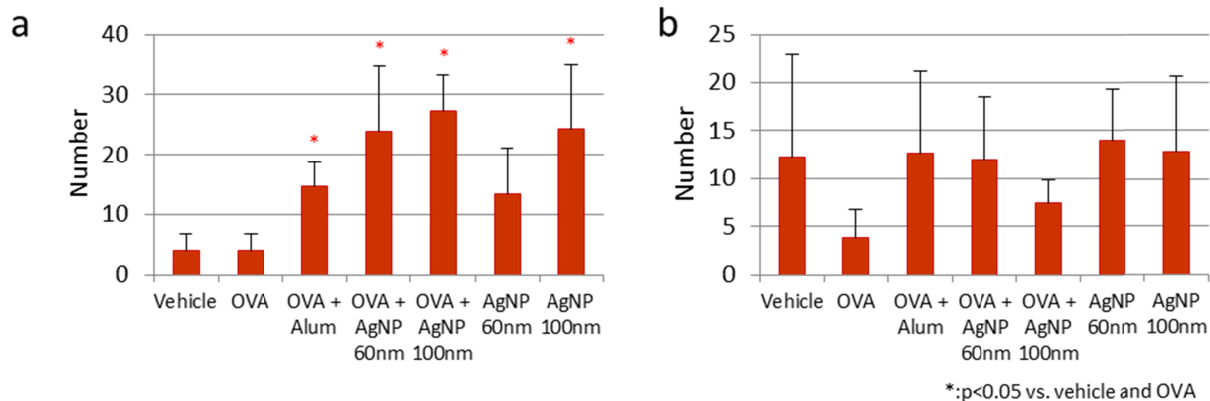 a
40
30
20
10
0
Number
*
*
*
*
Vehicle
OVA
OVA +
Alum
OVA +
AgNP
60nm
OVA +
AgNP
100nm
AgNP
60nm
AgNP
100nm
b
25
20
15
10
5
0
Number
Vehicle
OVA
OVA +
Alum
OVA +
AgNP
60nm
OVA +
AgNP
100nm
AgNP
60nm
AgNP
100nm
*:p<0.05 vs. vehicle and OVA